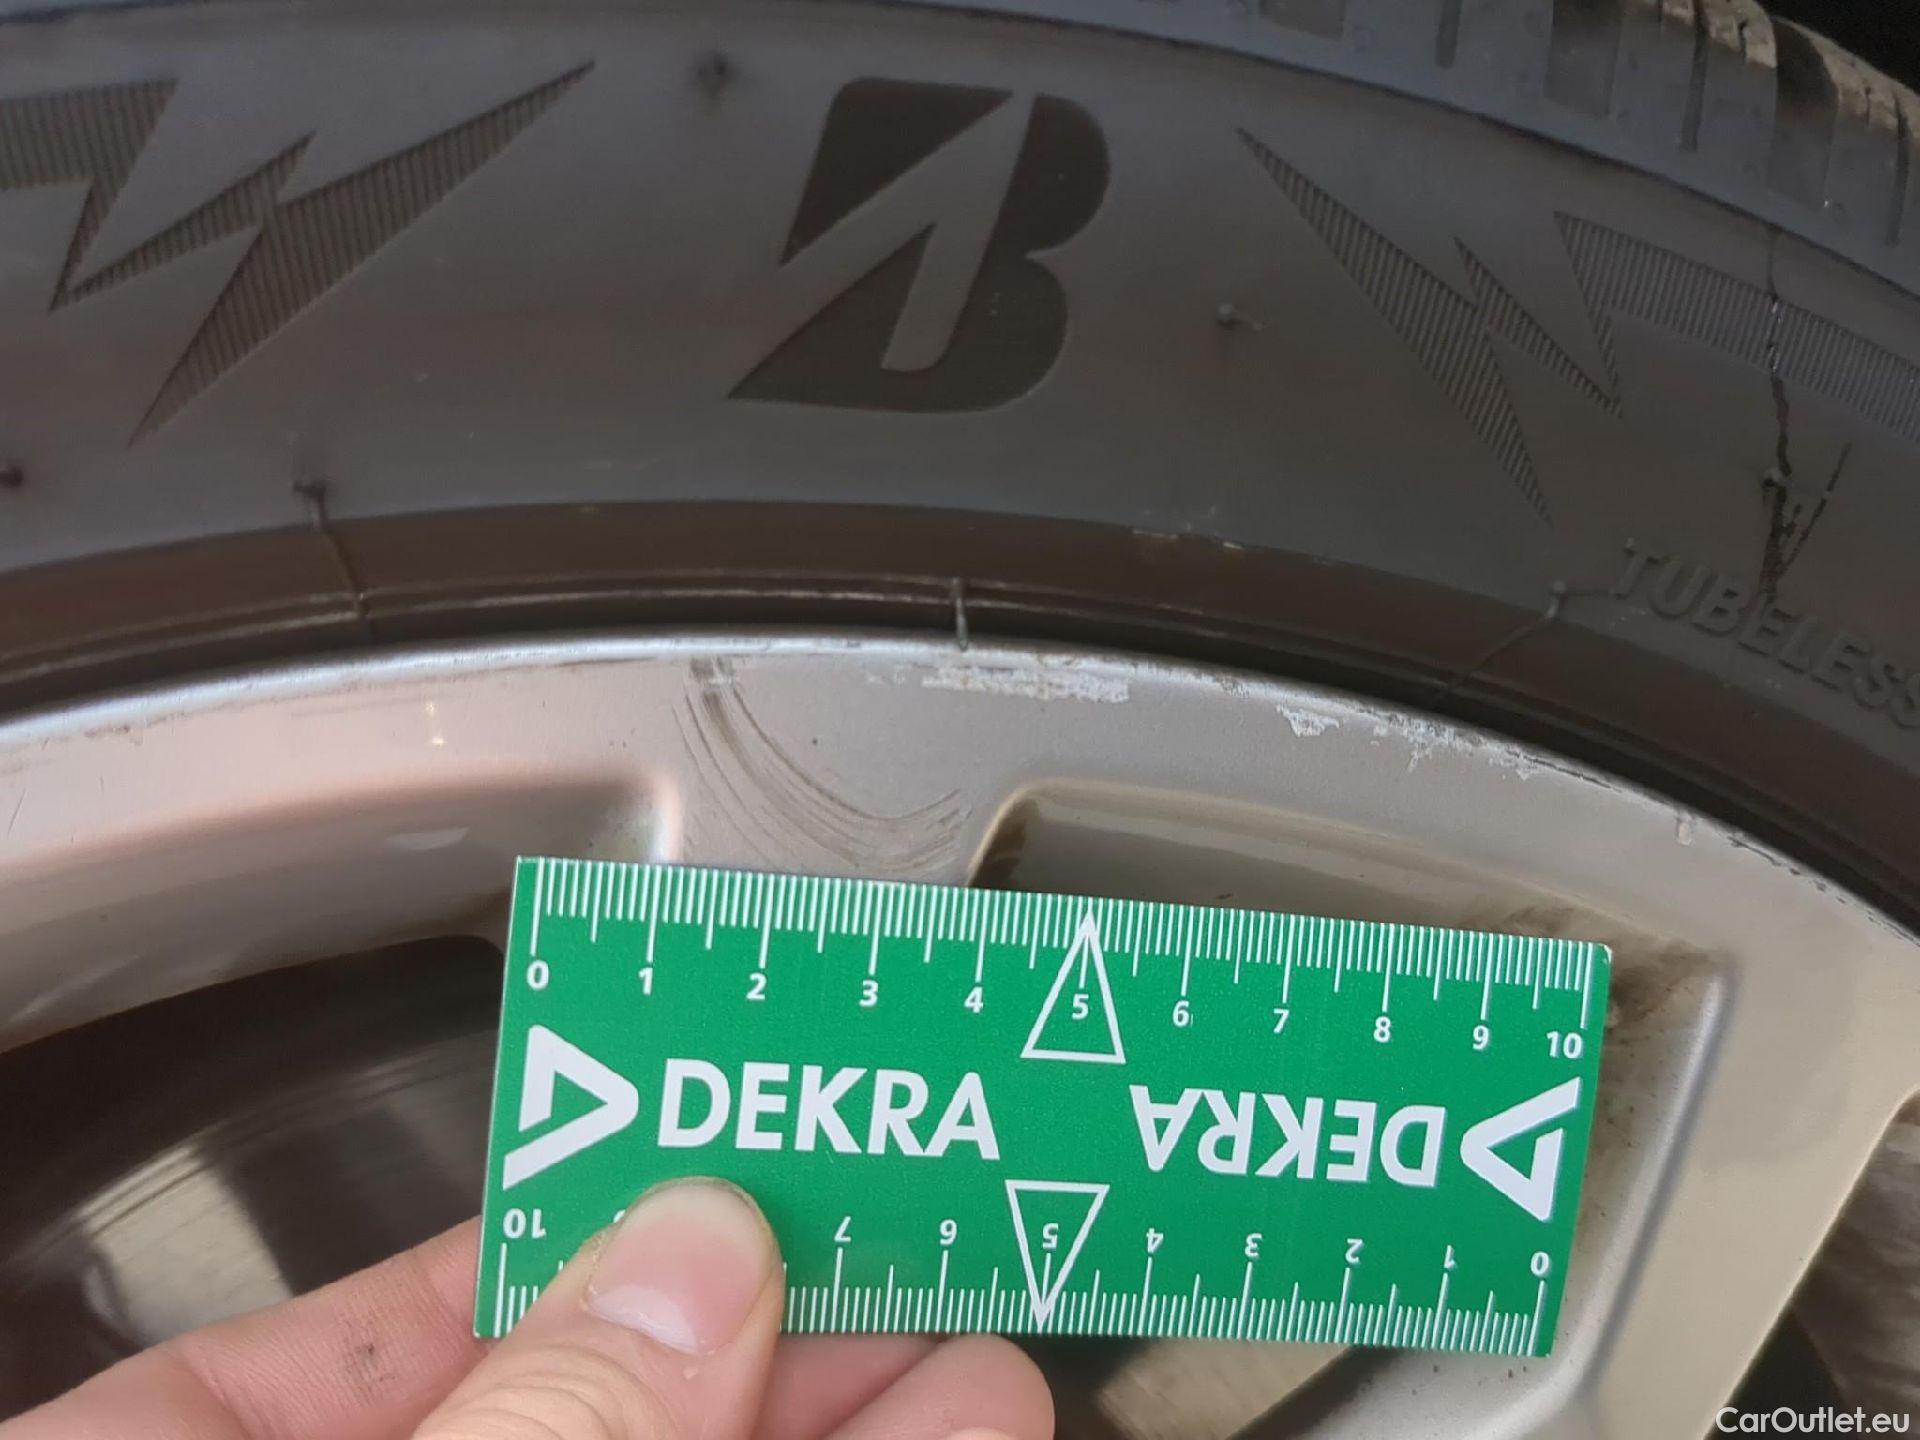 B
TUBELESS
0 1 2 3 4 5 6 7 8 9 10
DEKRA
DEKRA
10 7 6 5 4 3 2 1 0
CarOutlet.eu